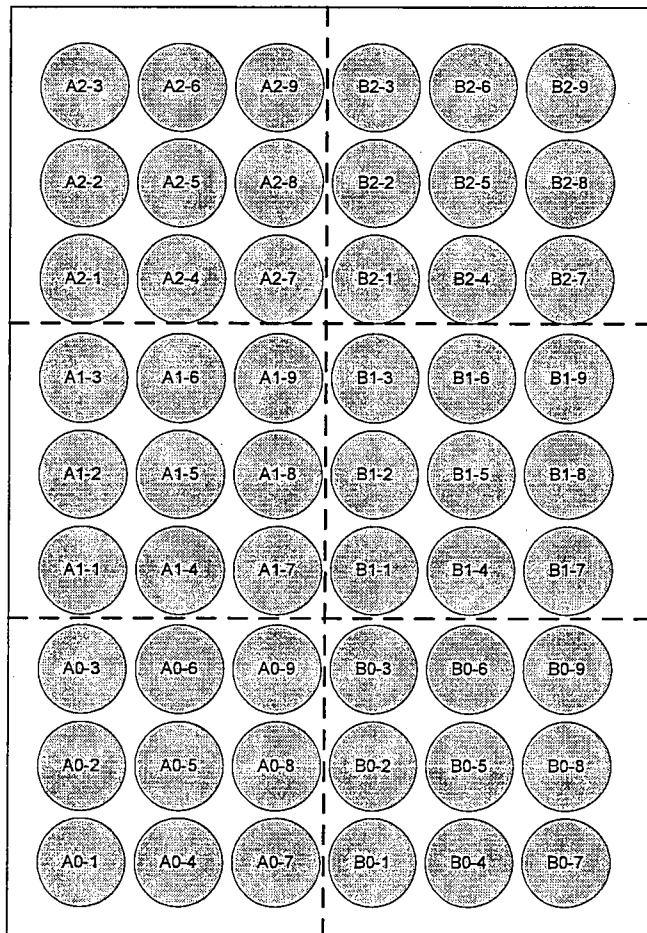 A2-3 A2-6 A2-9 B2-3 B2-6 B2-9
A2-2 A2-5 A2-8 B2-2 B2-5 B2-8
A2-1 A2-4 A2-7 B2-1 B2-4 B2-7
A1-3 A1-6 A1-9 B1-3 B1-6 B1-9
A1-2 A1-5 A1-8 B1-2 B1-5 B1-8
A1-1 A1-4 A1-7 B1-1 B1-4 B1-7
A0-3 A0-6 A0-9 B0-3 B0-6 B0-9
A0-2 A0-5 A0-8 B0-2 B0-5 B0-8
A0-1 A0-4 A0-7 B0-1 B0-4 B0-7